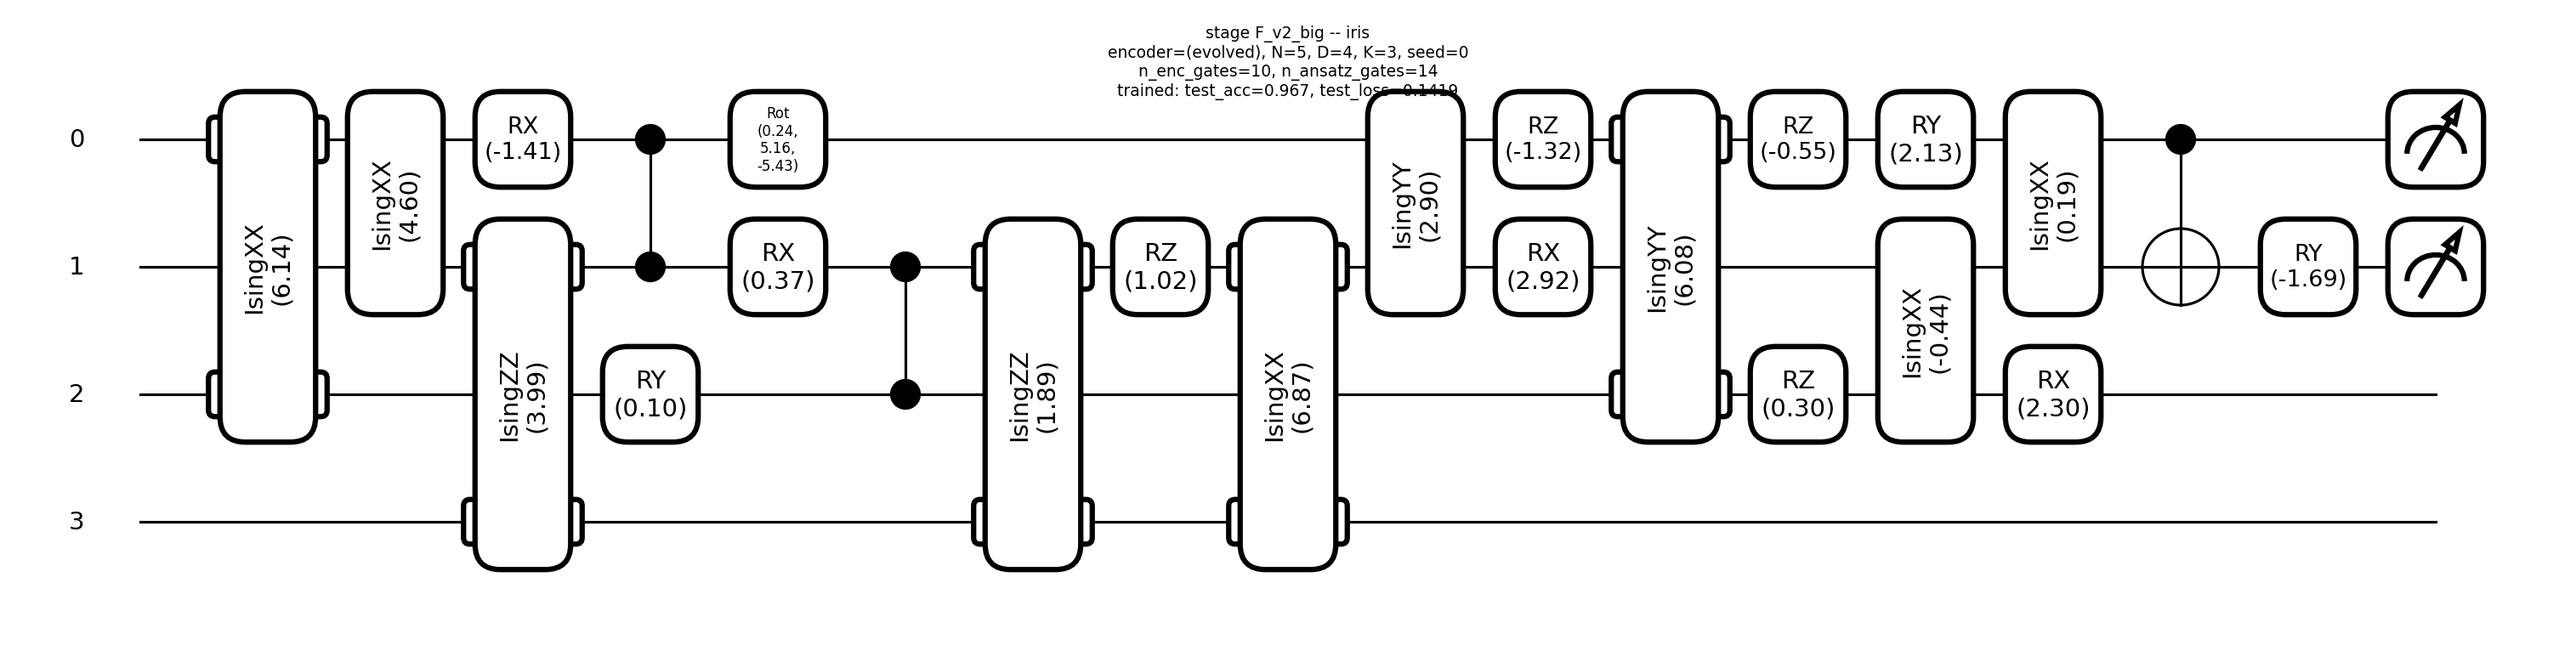 stage F_v2_big -- iris
encoder=(evolved), N=5, D=4, K=3, seed=0
n_enc_gates=10, n_ansatz_gates=14
trained: test_acc=0.967, test_loss=0.1419
0
1
2
3
IsingXX
(6.14)
IsingXX
(4.60)
RX
(-1.41)
IsingZZ
(3.99)
RY
(0.10)
Rot
(0.24,
5.16,
-5.43)
RX
(0.37)
IsingZZ
(1.89)
RZ
(1.02)
IsingXX
(6.87)
IsingYY
(2.90)
RZ
(-1.32)
RX
(2.92)
IsingYY
(6.08)
RZ
(-0.55)
RZ
(0.30)
RY
(2.13)
IsingXX
(-0.44)
IsingXX
(0.19)
RX
(2.30)
RY
(-1.69)